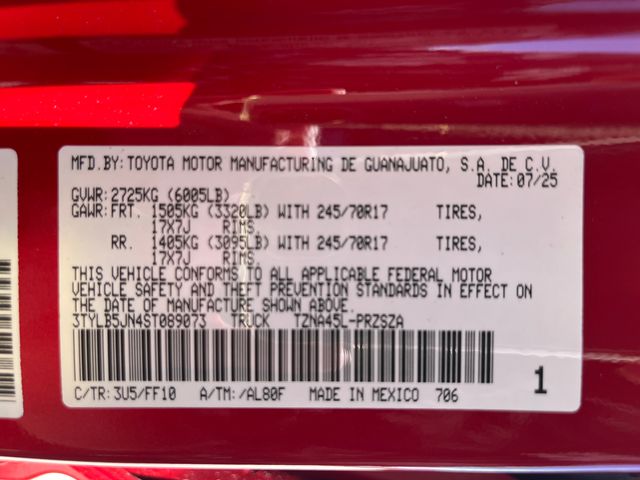 MFD.BY:TOYOTA MOTOR MANUFACTURING DE GUANAJUATO, S.A. DE C.V.
DATE:07/25
GVWR:2725KG (6005LB)
GAWR:FRT. 1505KG (3320LB) WITH 245/70R17 TIRES,
17X7J RIMS,
RR. 1405KG (3095LB) WITH 245/70R17 TIRES,
17X7J RIMS,
THIS VEHICLE CONFORMS TO ALL APPLICABLE FEDERAL MOTOR
VEHICLE SAFETY AND THEFT PREVENTION STANDARDS IN EFFECT ON
THE DATE OF MANUFACTURE SHOWN ABOVE.
3TYLB5JN4ST089073 TRUCK TZNA45L-PRZSZA
1
C/TR:3U5/FF10 A/TM:/AL80F MADE IN MEXICO 706